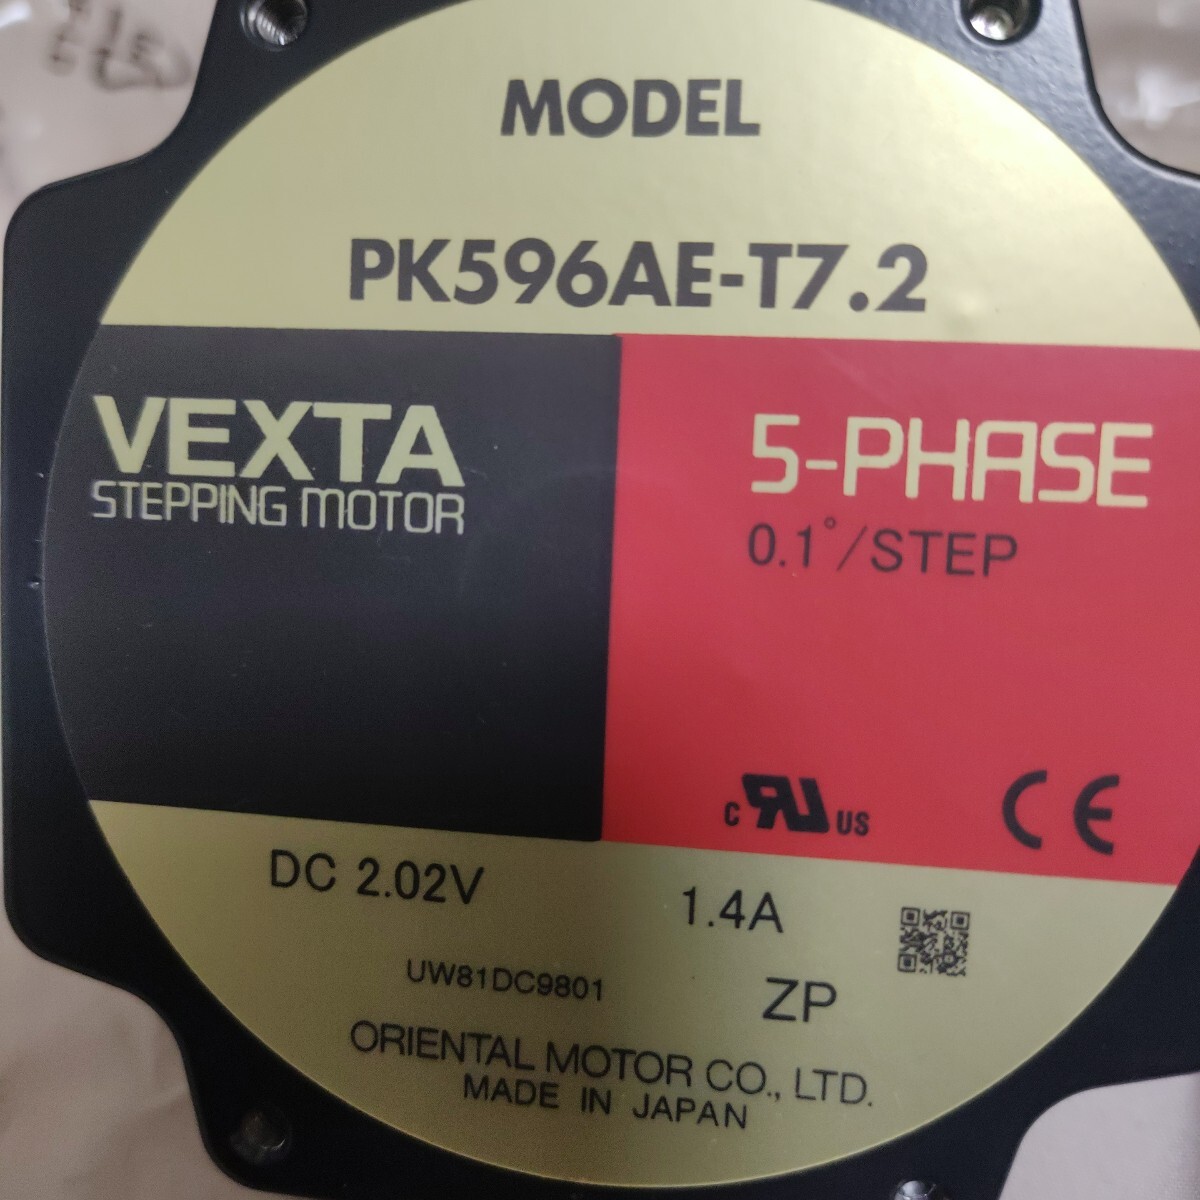 MODEL
PK596AE-T7.2
VEXTA
STEPPING MOTOR
5-PHASE
0.1°/STEP
c RU US
CE
DC 2.02V
1.4A
UW81DC9801
ZP
ORIENTAL MOTOR CO., LTD.
MADE IN JAPAN